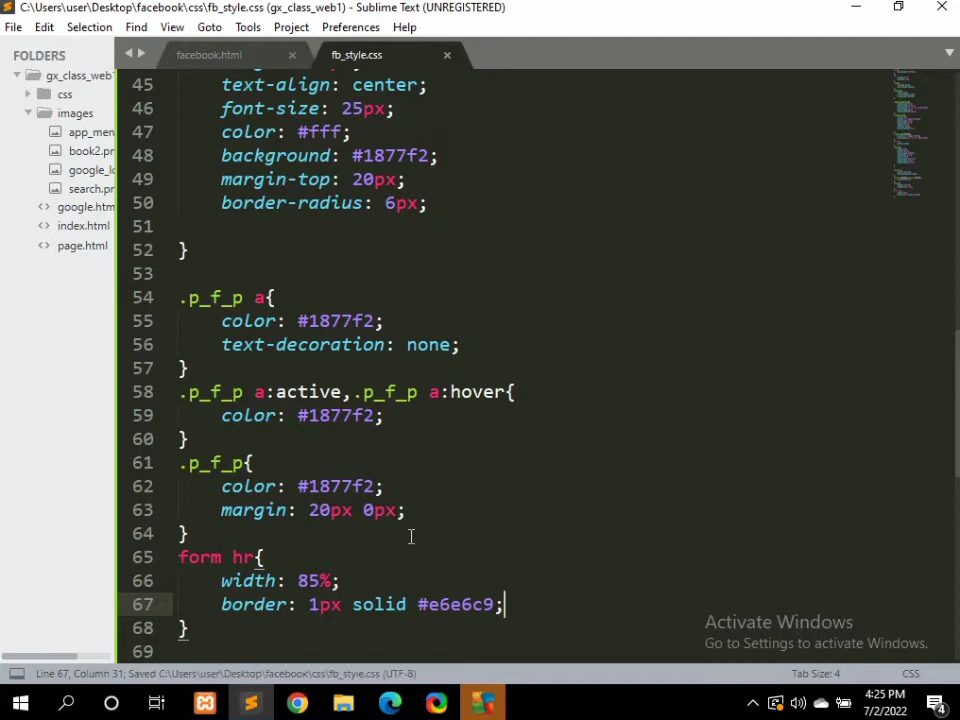 C:\Users\user\Desktop\facebook\css\fb_style.css (gx_class_web1) - Sublime Text (UNREGISTERED)
File Edit Selection Find View Goto Tools Project Preferences Help
FOLDERS
gx_class_web1
css
images
app_men
book2.pr
google_lo
search.pr
google.htm
index.html
page.html
facebook.html
fb_style.css
45 text-align: center;
46 font-size: 25px;
47 color: #fff;
48 background: #1877f2;
49 margin-top: 20px;
50 border-radius: 6px;
51
52 }
53
54 .p_f_p a{
55 color: #1877f2;
56 text-decoration: none;
57 }
58 .p_f_p a:active,.p_f_p a:hover{
59 color: #1877f2;
60 }
61 .p_f_p{
62 color: #1877f2;
63 margin: 20px 0px;
64 }
65 form hr{
66 width: 85%;
67 border: 1px solid #e6e6c9;
68 }
69
Activate Windows
Go to Settings to activate Windows.
Line 67, Column 31; Saved C:\Users\user\Desktop\facebook\css\fb_style.css (UTF-8)
Tab Size: 4
CSS
4:25 PM
7/2/2022
4